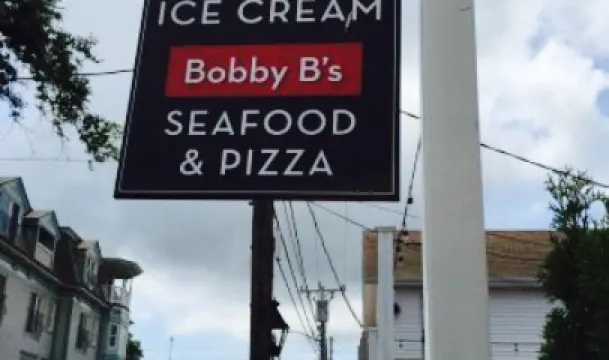 ICE CREAM
Bobby B's
SEAFOOD
& PIZZA